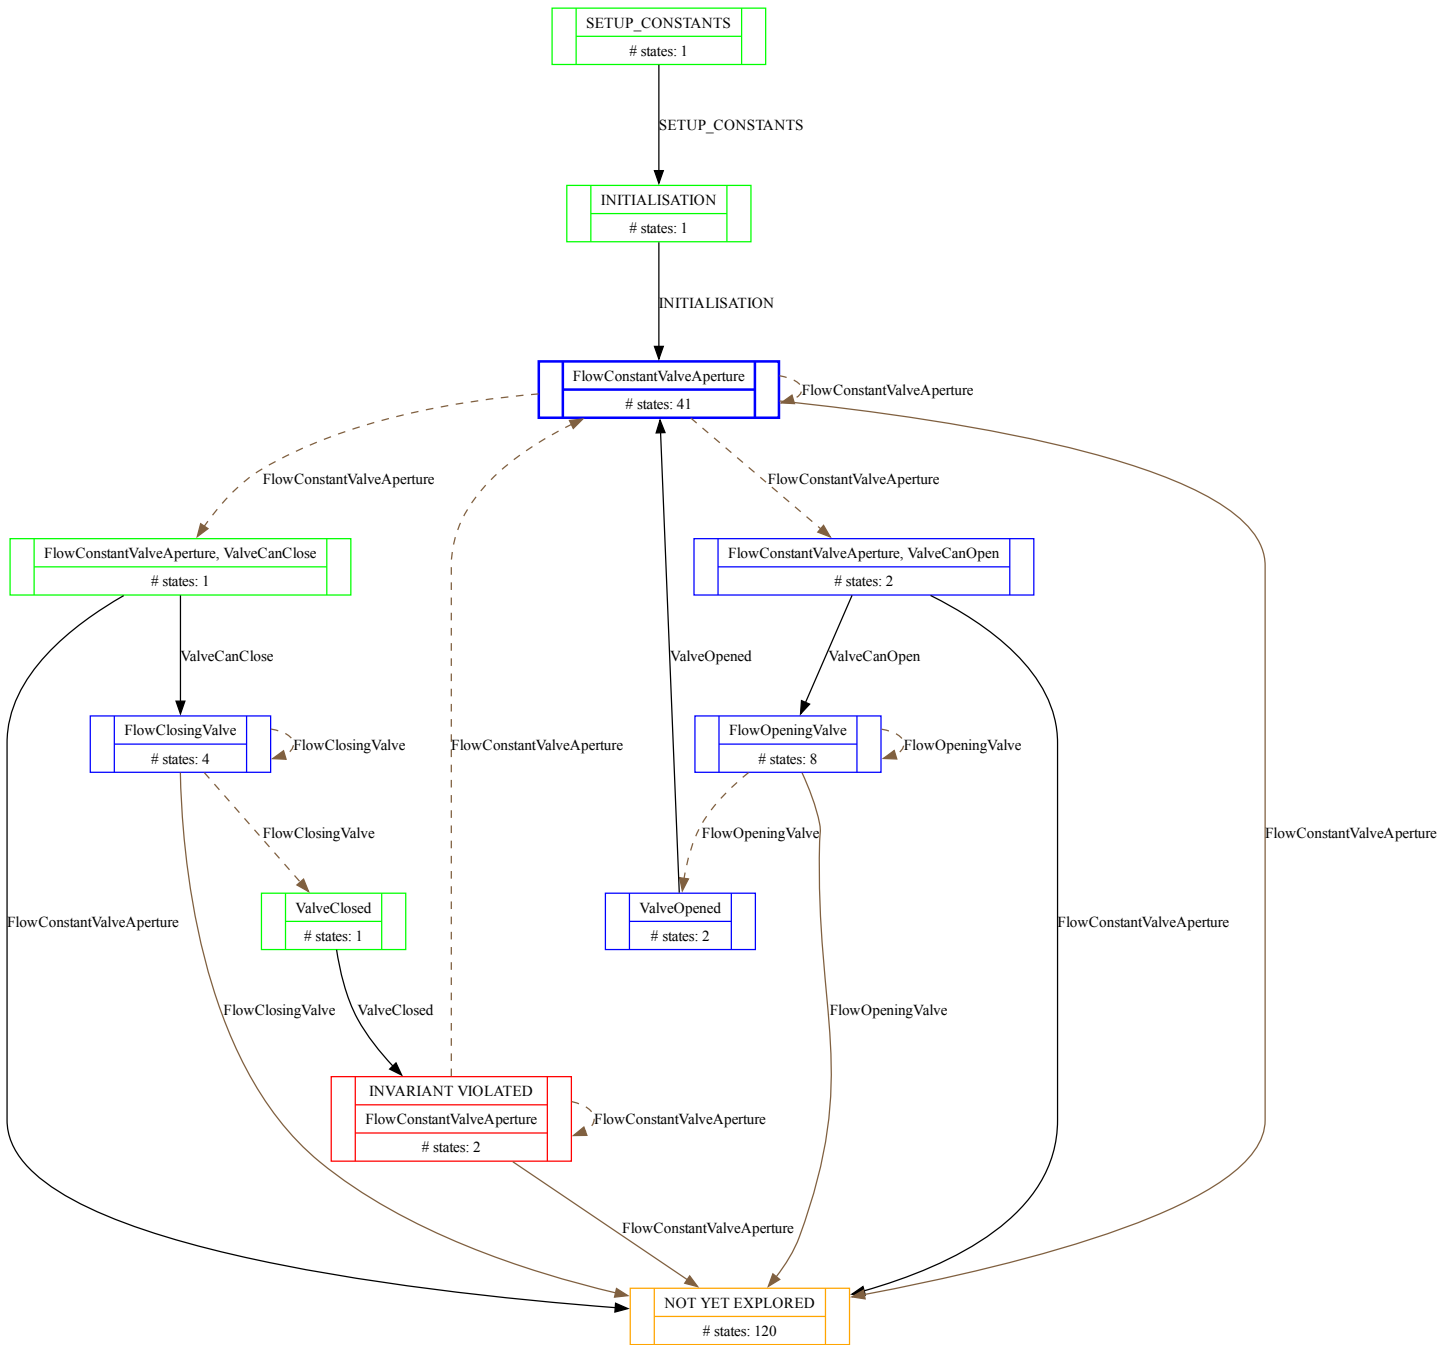 SETUP_CONSTANTS
# states: 1
SETUP_CONSTANTS
INITIALISATION
# states: 1
INITIALISATION
FlowConstantValveAperture
# states: 41
FlowConstantValveAperture
FlowConstantValveAperture
FlowConstantValveAperture
FlowConstantValveAperture, ValveCanClose
# states: 1
FlowConstantValveAperture, ValveCanOpen
# states: 2
ValveCanClose
ValveOpened
ValveCanOpen
FlowClosingValve
# states: 4
FlowClosingValve
FlowConstantValveAperture
FlowOpeningValve
# states: 8
FlowOpeningValve
FlowClosingValve
FlowOpeningValve
FlowConstantValveAperture
FlowConstantValveAperture
ValveClosed
# states: 1
ValveOpened
# states: 2
FlowConstantValveAperture
FlowClosingValve
ValveClosed
FlowOpeningValve
INVARIANT VIOLATED
FlowConstantValveAperture
# states: 2
FlowConstantValveAperture
FlowConstantValveAperture
NOT YET EXPLORED
# states: 120